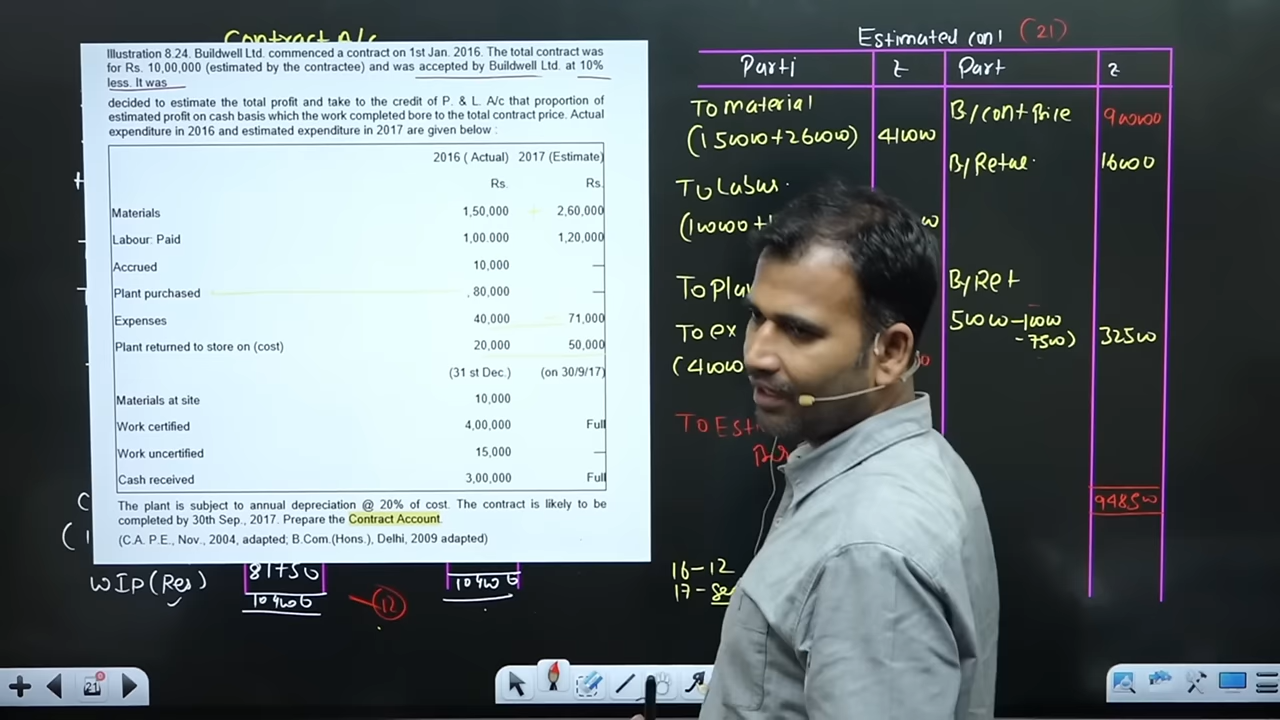 Contract A/c
Illustration 8.24. Buildwell Ltd. commenced a contract on 1st Jan. 2016. The total contract was
for Rs. 10,00,000 (estimated by the contractee) and was accepted by Buildwell Ltd. at 10%
less. It was
decided to estimate the total profit and take to the credit of P. & L. A/c that proportion of
estimated profit on cash basis which the work completed bore to the total contract price. Actual
expenditure in 2016 and estimated expenditure in 2017 are given below :
2016 ( Actual) 2017 (Estimate)
Rs. Rs.
Materials 1,50,000 2,60,000
Labour: Paid 1,00.000 1,20,000
Accrued 10,000 —
Plant purchased 80,000 —
Expenses 40,000 71,000
Plant returned to store on (cost) 20,000 50,000
(31 st Dec.) (on 30/9/17)
Materials at site 10,000
Work certified 4,00,000 Full
Work uncertified 15,000 —
Cash received 3,00,000 Full
The plant is subject to annual depreciation @ 20% of cost. The contract is likely to be
completed by 30th Sep., 2017. Prepare the Contract Account.
(C.A. P.E., Nov., 2004, adapted; B.Com.(Hons.), Delhi, 2009 adapted)
WIP (Res) 81750
(12)
Estimated con (21)
Parti ₹ Part ₹
To material B/cont price 900000
(150000+260000) 410000
B/Retu 16000
To Labur
B/Ret
50000-10000
-7500) 32500
To ex
948500
16-12
17-
21